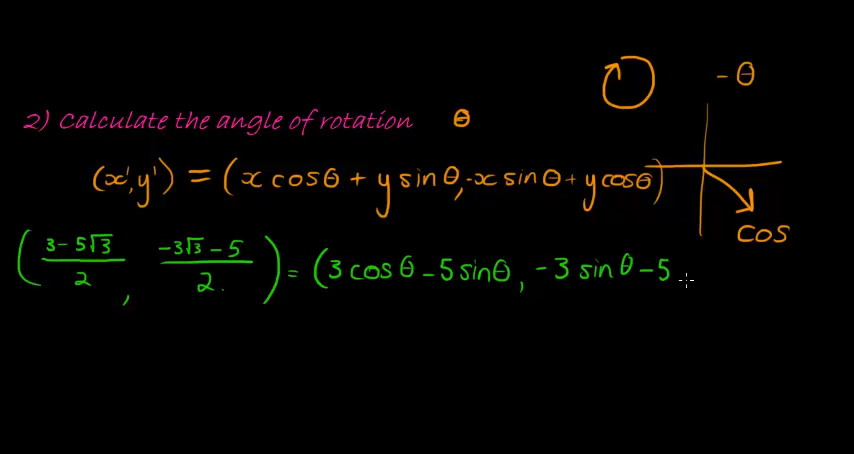 - θ
2) Calculate the angle of rotation θ
(x',y') = (x cosθ + y sinθ, -x sinθ + y cosθ)
cos
(3-5√3/2, -3√3-5/2) = (3 cosθ - 5 sinθ, -3 sinθ - 5